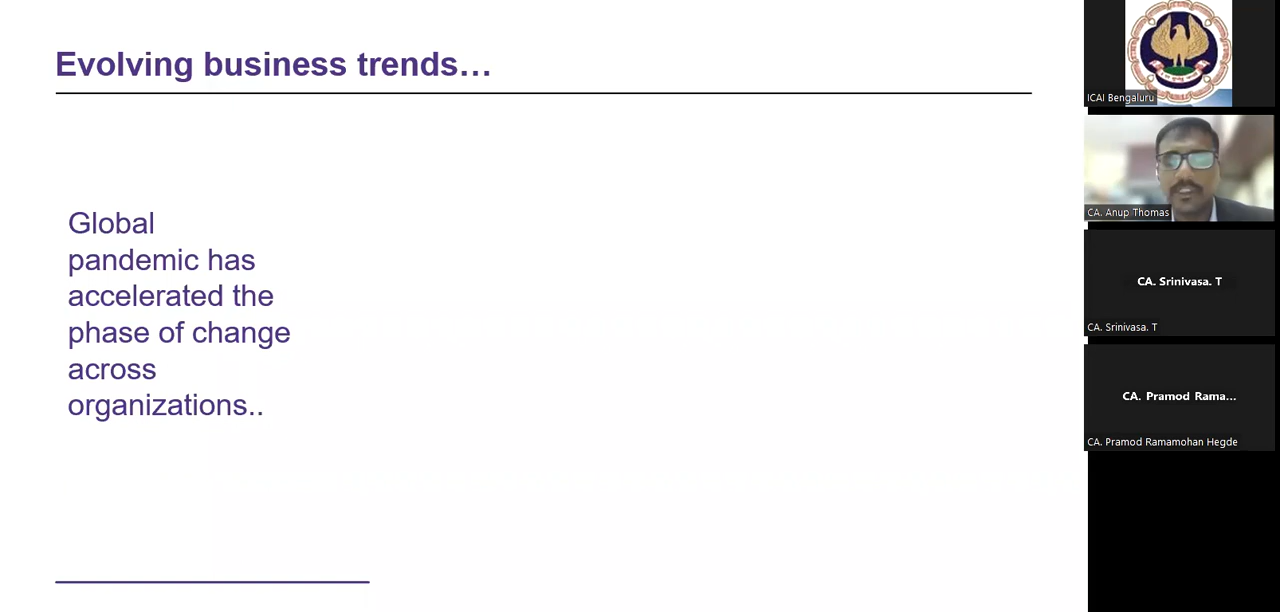 Evolving business trends…
Global
pandemic has
accelerated the
phase of change
across
organizations..
ICAI Bengaluru
CA. Anup Thomas
CA. Srinivasa. T
CA. Srinivasa. T
CA. Pramod Rama...
CA. Pramod Ramamohan Hegde